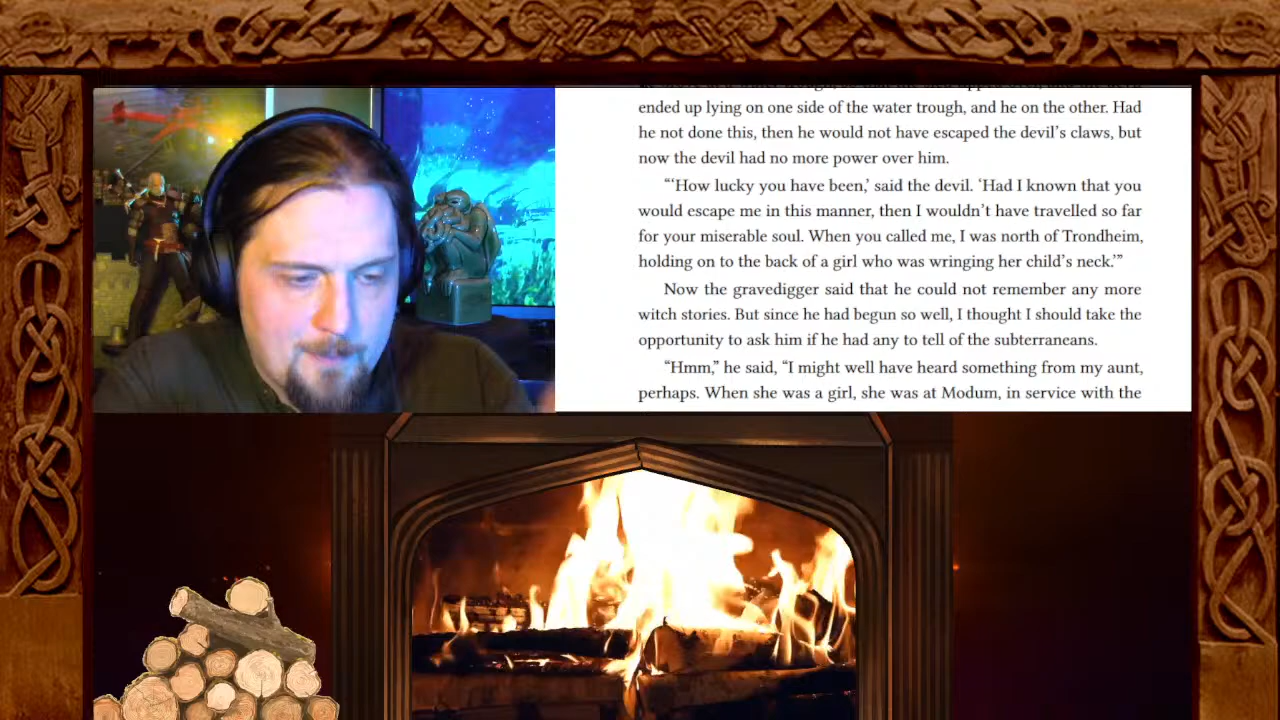 ended up lying on one side of the water trough, and he on the other. Had
he not done this, then he would not have escaped the devil’s claws, but
now the devil had no more power over him.
“‘How lucky you have been,’ said the devil. ‘Had I known that you
would escape me in this manner, then I wouldn’t have travelled so far
for your miserable soul. When you called me, I was north of Trondheim,
holding on to the back of a girl who was wringing her child’s neck.’”
Now the gravedigger said that he could not remember any more
witch stories. But since he had begun so well, I thought I should take the
opportunity to ask him if he had any to tell of the subterraneans.
“Hmm,” he said, “I might well have heard something from my aunt,
perhaps. When she was a girl, she was at Modum, in service with the